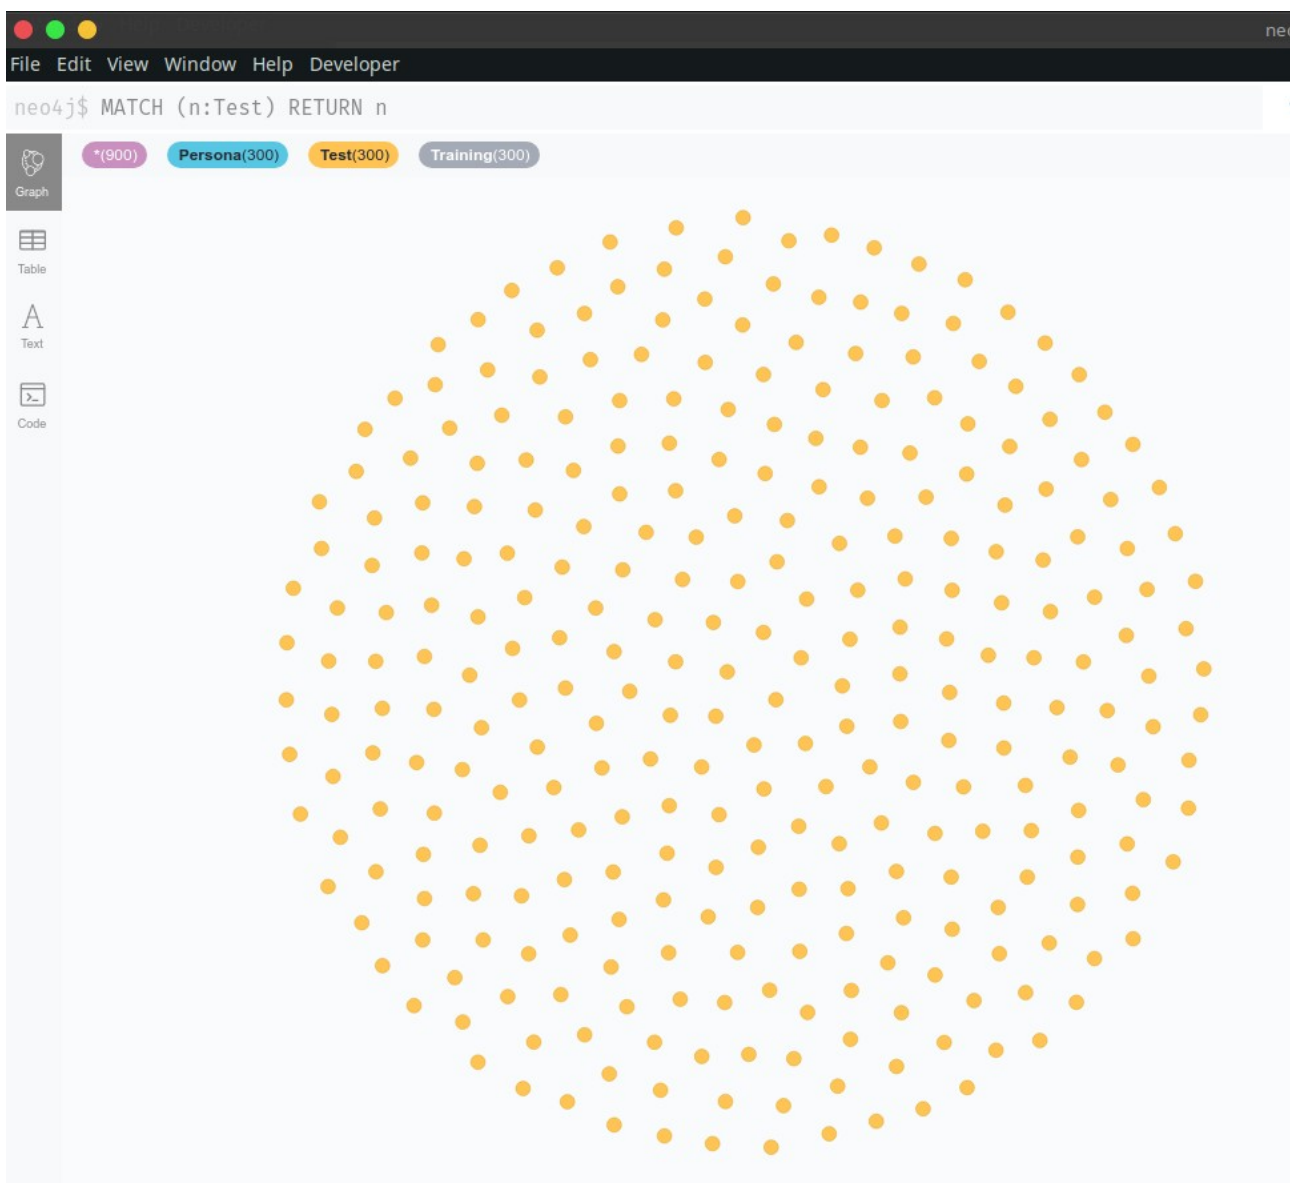 neo
File Edit View Window Help Developer
neo4j$ MATCH (n:Test) RETURN n
*(900) Persona(300) Test(300) Training(300)
Graph
Table
Text
Code